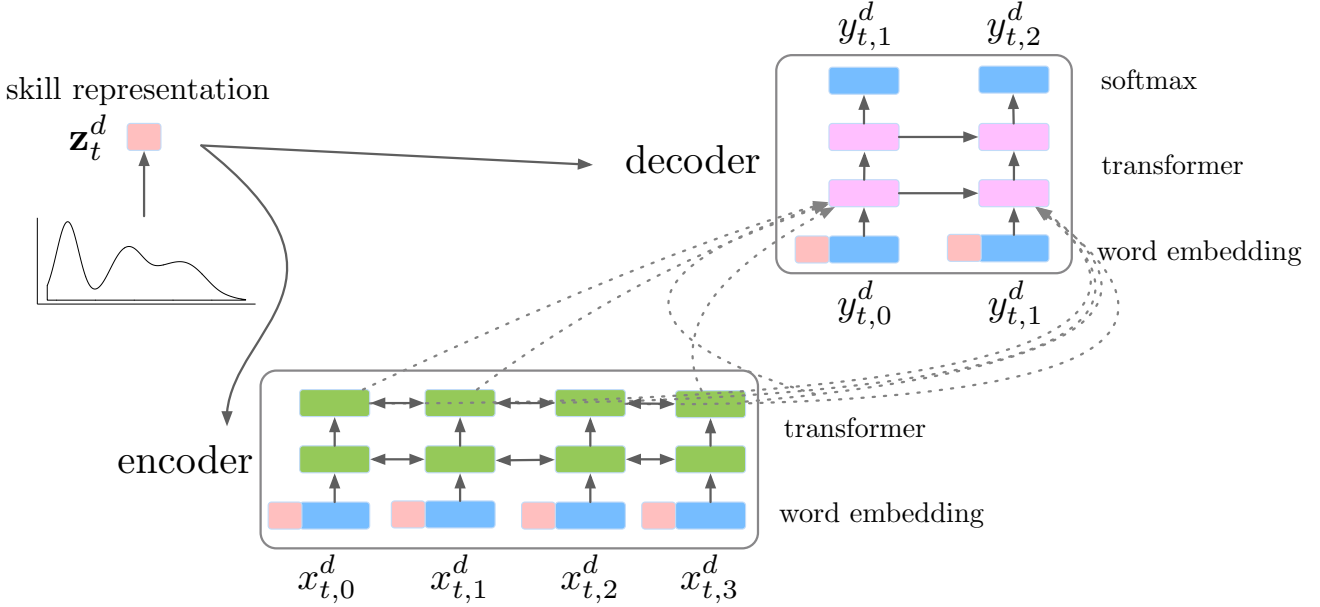 y^d_{t,1} y^d_{t,2}
softmax
skill representation
z^d_t
decoder
transformer
word embedding
y^d_{t,0} y^d_{t,1}
encoder
transformer
word embedding
x^d_{t,0} x^d_{t,1} x^d_{t,2} x^d_{t,3}